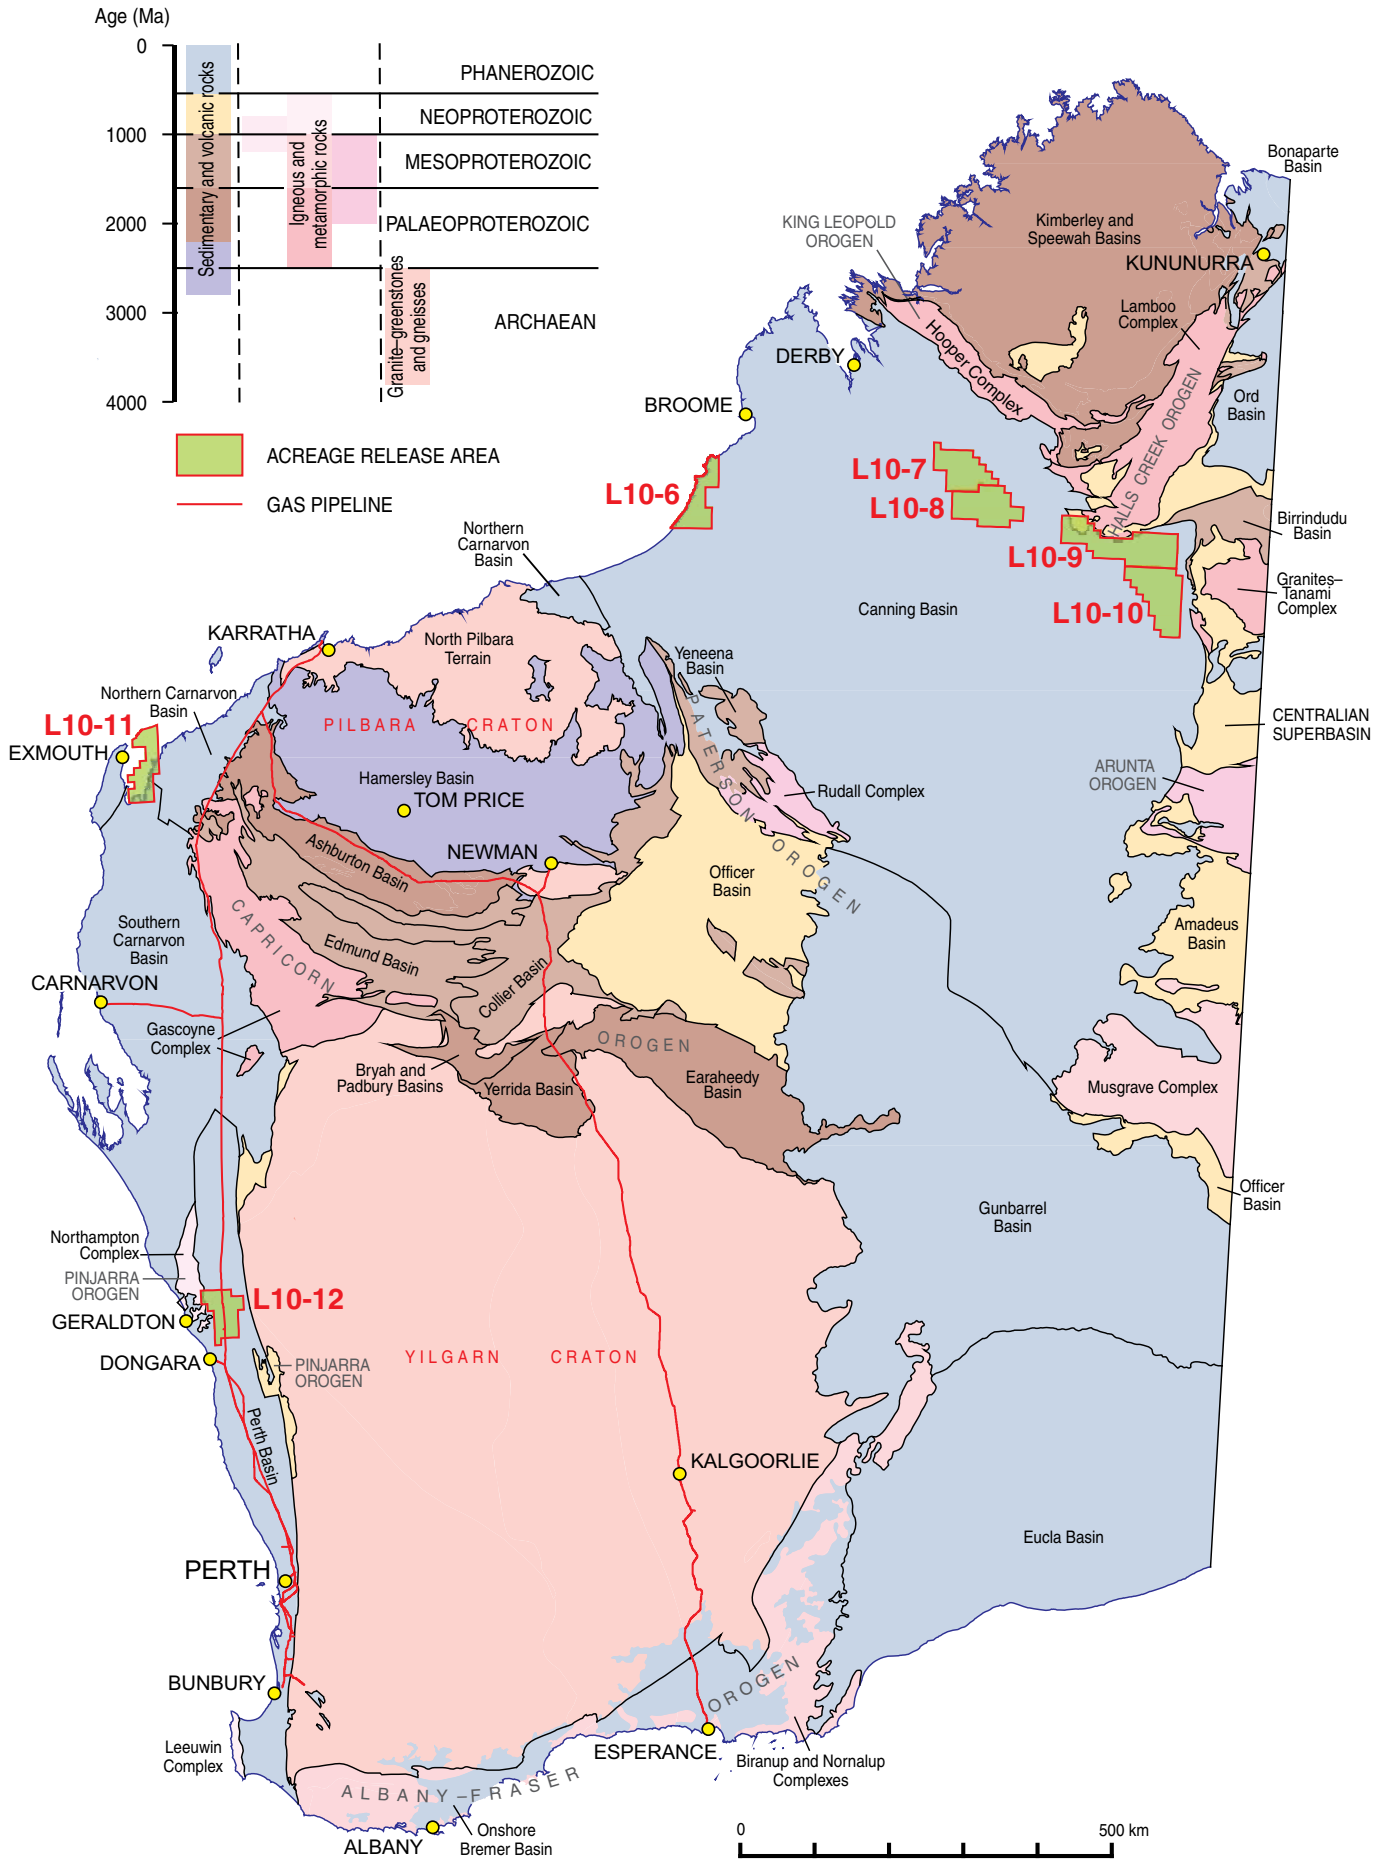 Age (Ma)
0
1000
2000
3000
4000
Sedimentary and volcanic rocks
Igneous and
metamorphic rocks
Granite–greenstones
and gneisses
PHANEROZOIC
NEOPROTEROZOIC
MESOPROTEROZOIC
PALAEOPROTEROZOIC
ARCHAEAN
ACREAGE RELEASE AREA
GAS PIPELINE
Bonaparte
Basin
KING LEOPOLD
OROGEN
Kimberley and
Speewah Basins
KUNUNURRA
Lamboo
Complex
Hooper Complex
DERBY
HALLS CREEK OROGEN
Ord
Basin
BROOME
L10-6
L10-7
L10-8
L10-9
L10-10
Birrindudu
Basin
Granites–
Tanami
Complex
Northern
Carnarvon
Basin
Canning Basin
KARRATHA
North Pilbara
Terrain
Yeneena
Basin
Northern Carnarvon
Basin
L10-11
EXMOUTH
PILBARA CRATON
PATERSON OROGEN
CENTRALIAN
SUPERBASIN
ARUNTA
OROGEN
Hamersley Basin
TOM PRICE
Rudall Complex
NEWMAN
Ashburton Basin
Officer
Basin
Southern
Carnarvon
Basin
CAPRICORN
Edmund Basin
Collier Basin
Amadeus
Basin
CARNARVON
Gascoyne
Complex
OROGEN
Bryah and
Padbury Basins
Yerrida Basin
Earaheedy
Basin
Musgrave Complex
Officer
Basin
Gunbarrel
Basin
Northampton
Complex
PINJARRA
OROGEN
L10-12
GERALDTON
DONGARA
PINJARRA
OROGEN
YILGARN CRATON
Perth Basin
KALGOORLIE
Eucla Basin
PERTH
BUNBURY
OROGEN
Leeuwin
Complex
ESPERANCE
Biranup and Nornalup
Complexes
ALBANY–FRASER
Onshore
Bremer Basin
ALBANY
0
500 km